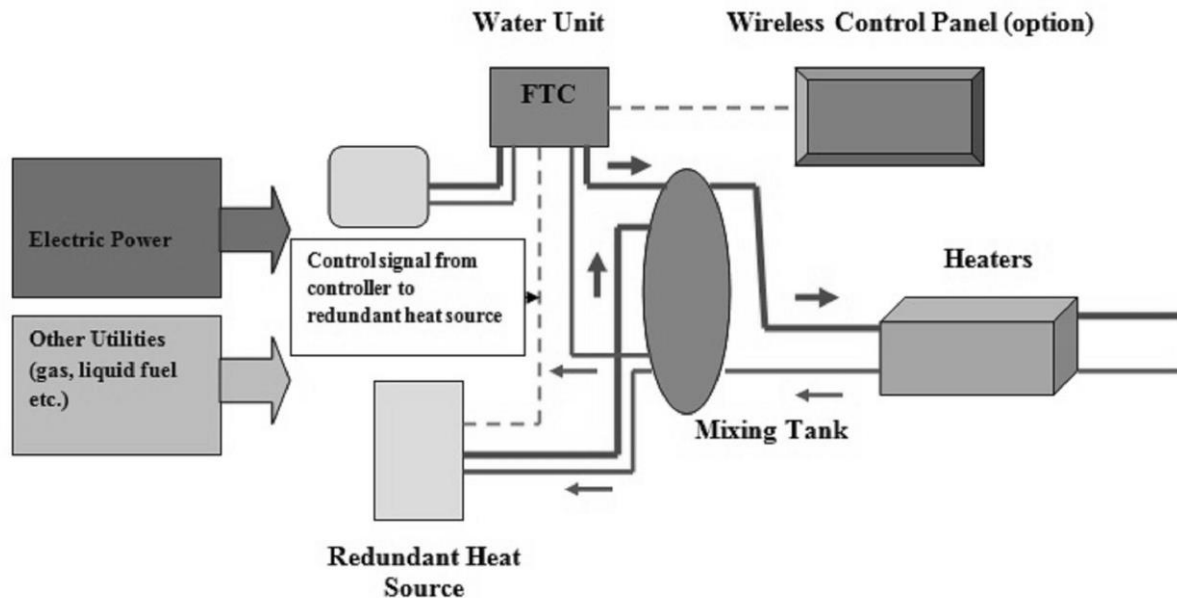 Water Unit
Wireless Control Panel (option)
FTC
Electric Power
Control signal from
controller to
redundant heat source
Heaters
Other Utilities
(gas, liquid fuel
etc.)
Mixing Tank
Redundant Heat
Source